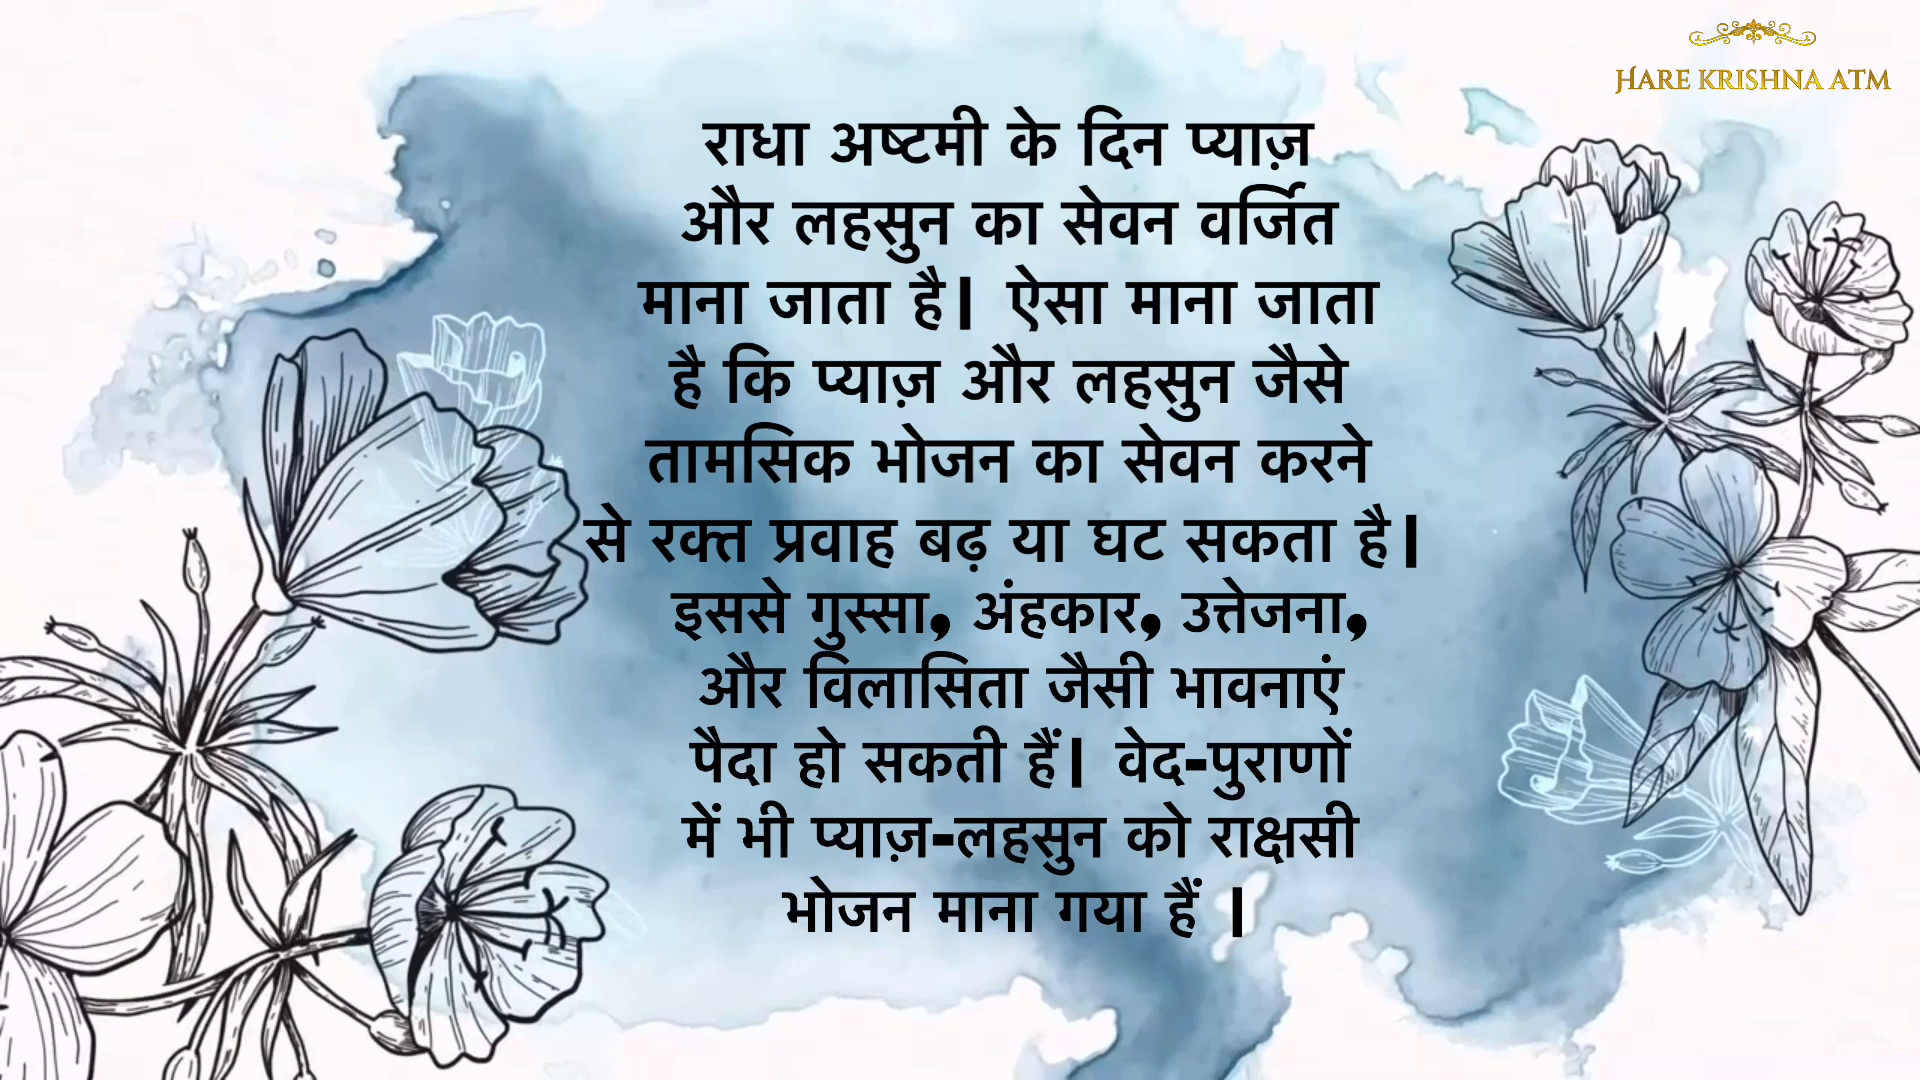 HARE KRISHNA ATM
राधा अष्टमी के दिन प्याज़
और लहसुन का सेवन वर्जित
माना जाता है। ऐसा माना जाता
है कि प्याज़ और लहसुन जैसे
तामसिक भोजन का सेवन करने
से रक्त प्रवाह बढ़ या घट सकता है।
इससे गुस्सा, अंहकार, उत्तेजना,
और विलासिता जैसी भावनाएं
पैदा हो सकती हैं। वेद-पुराणों
में भी प्याज़-लहसुन को राक्षसी
भोजन माना गया हैं ।